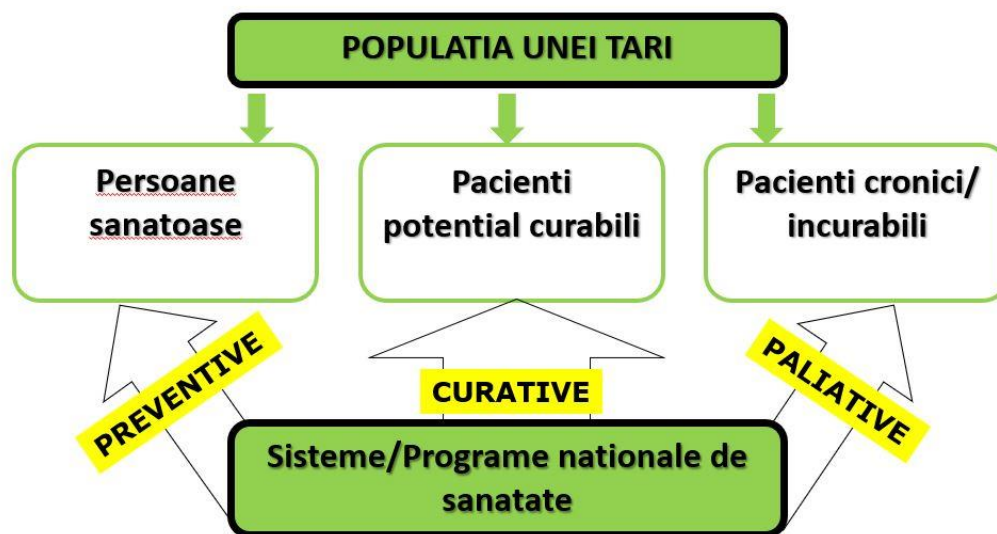 POPULATIA UNEI TARI
Persoane
sanatoase
Pacienti
potential curabili
Pacienti cronici/
incurabili
PREVENTIVE
CURATIVE
PALIATIVE
Sisteme/Programe nationale de
sanatate